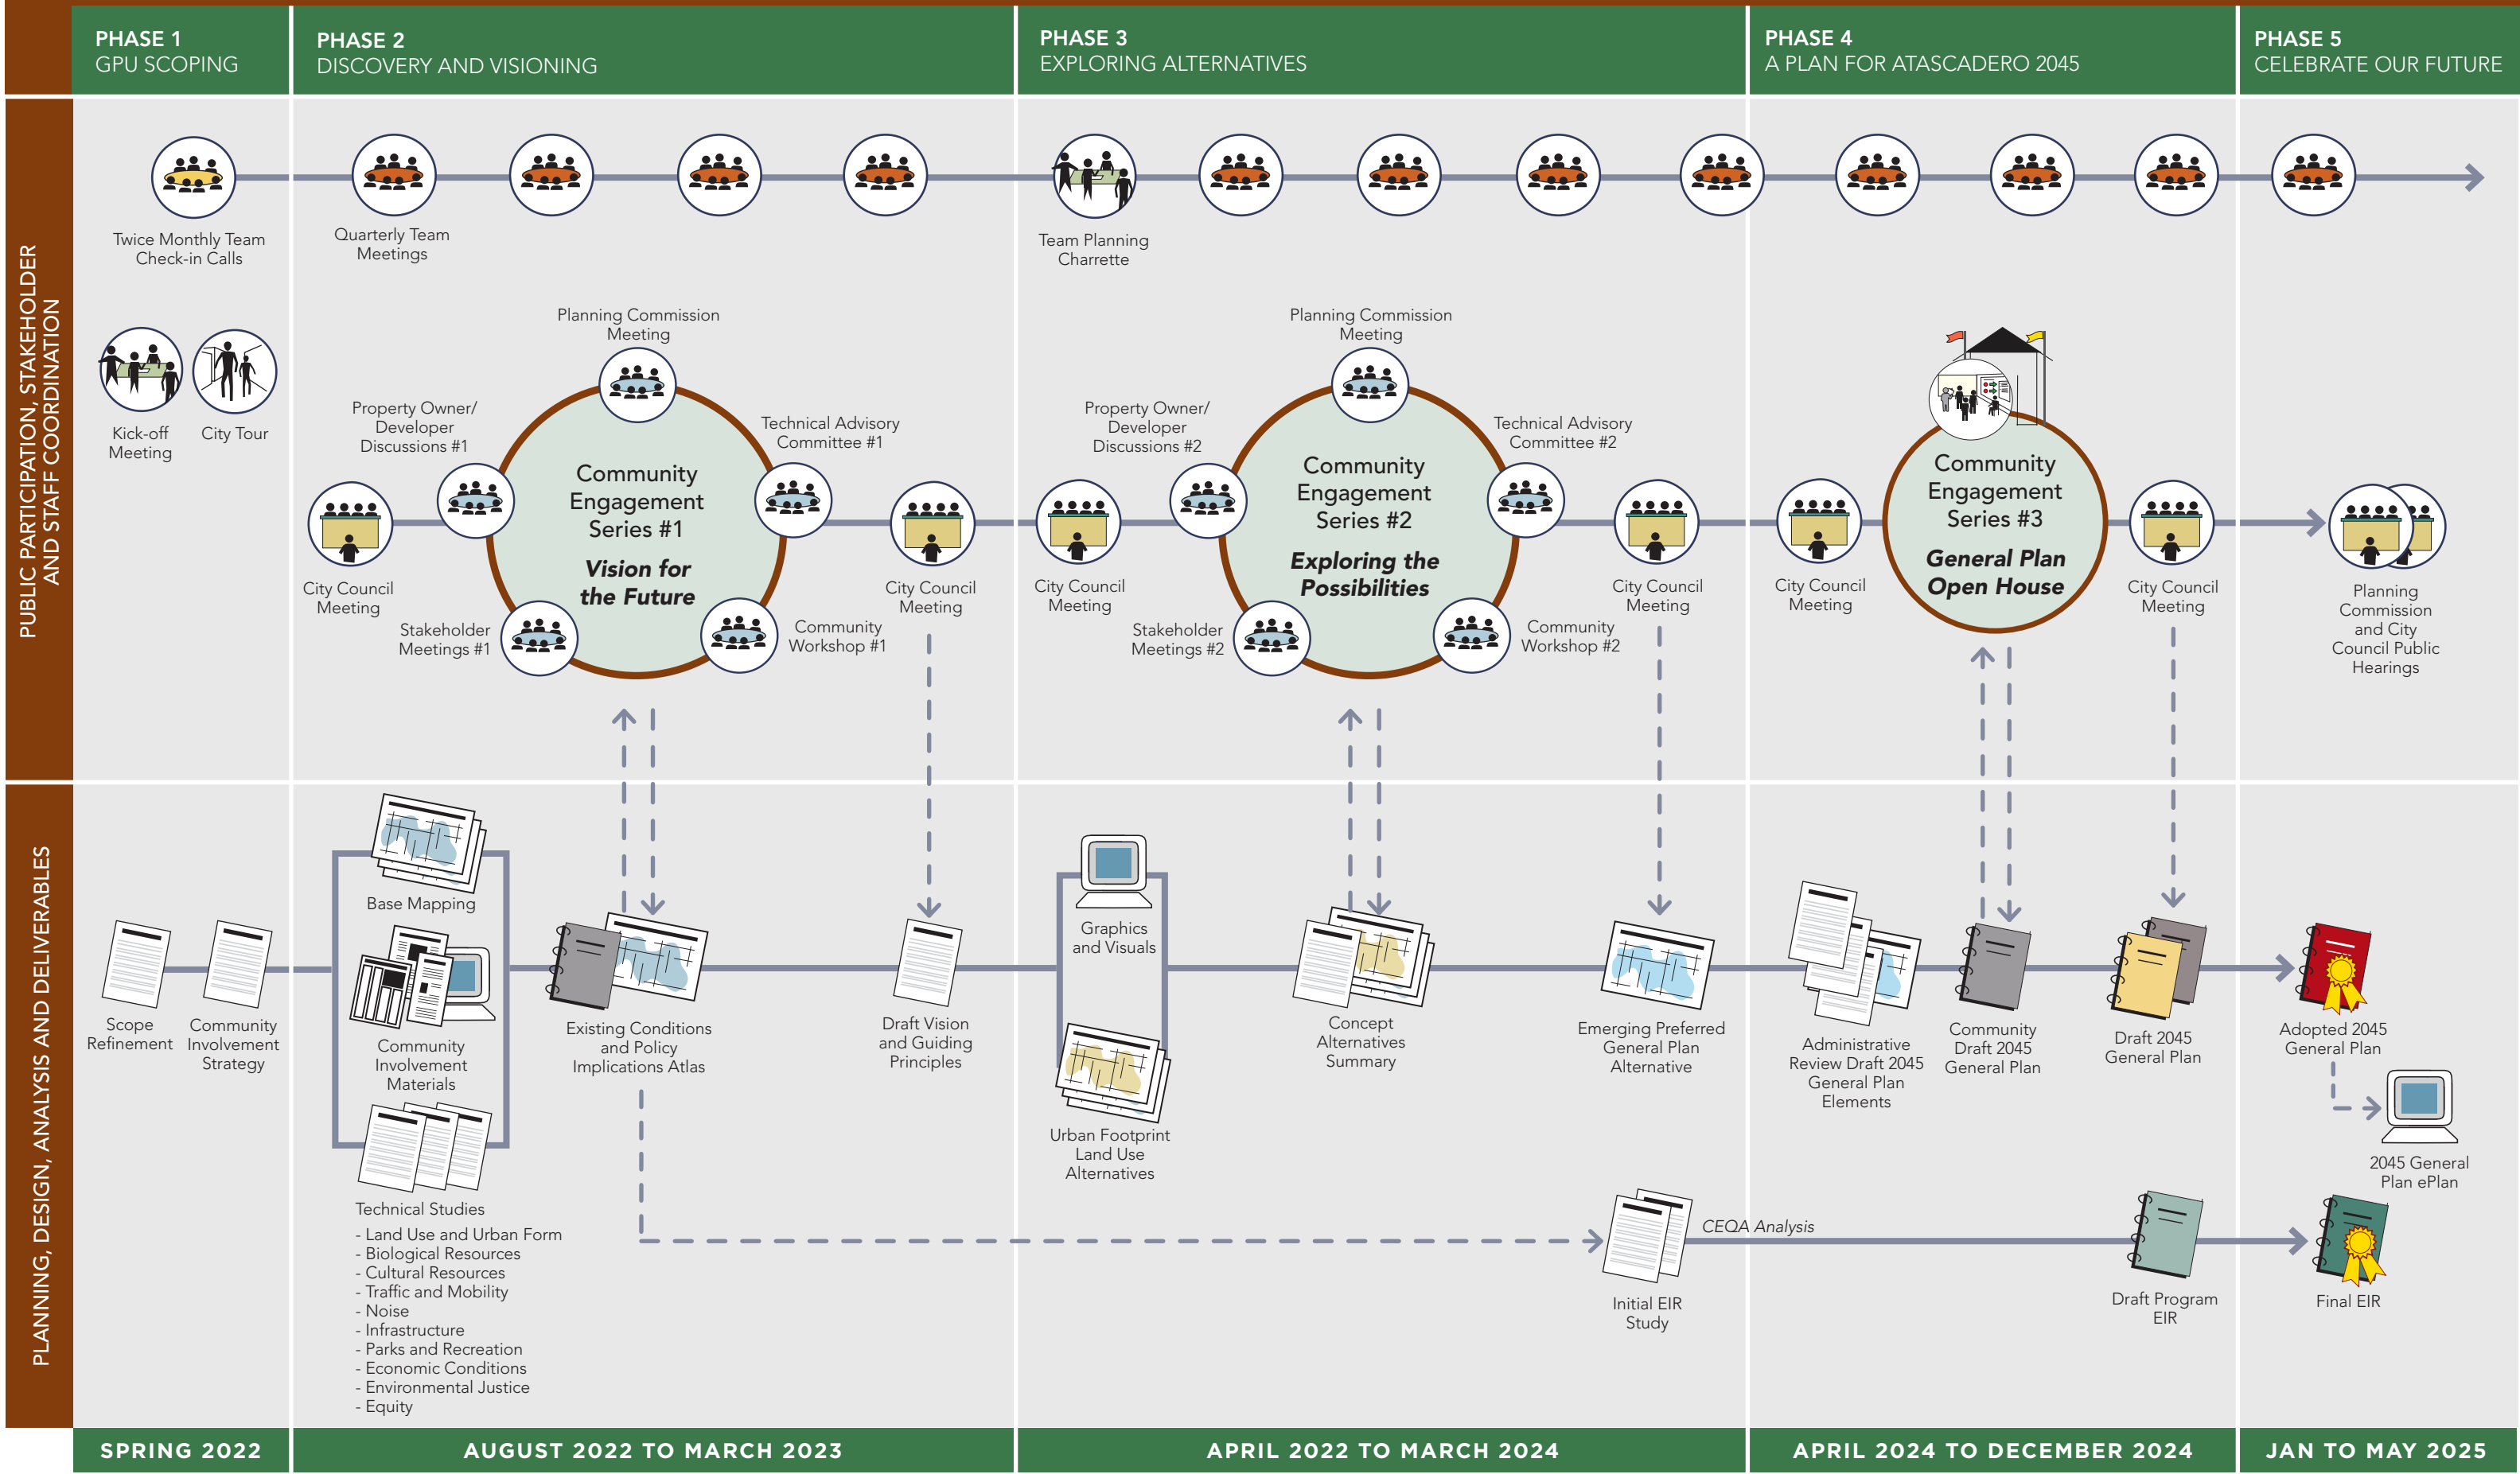 PHASE 1
GPU SCOPING
PHASE 2
DISCOVERY AND VISIONING
PHASE 3
EXPLORING ALTERNATIVES
PHASE 4
A PLAN FOR ATASCADERO 2045
PHASE 5
CELEBRATE OUR FUTURE
PUBLIC PARTICIPATION, STAKEHOLDER
AND STAFF COORDINATION
Twice Monthly Team
Check-in Calls
Quarterly Team
Meetings
Team Planning
Charrette
Kick-off
Meeting
City Tour
City Council
Meeting
Property Owner/
Developer
Discussions #1
Planning Commission
Meeting
Technical Advisory
Committee #1
Community
Engagement
Series #1
Vision for
the Future
Stakeholder
Meetings #1
Community
Workshop #1
City Council
Meeting
City Council
Meeting
Property Owner/
Developer
Discussions #2
Planning Commission
Meeting
Technical Advisory
Committee #2
Community
Engagement
Series #2
Exploring the
Possibilities
Stakeholder
Meetings #2
Community
Workshop #2
City Council
Meeting
City Council
Meeting
Community
Engagement
Series #3
General Plan
Open House
City Council
Meeting
Planning
Commission
and City
Council Public
Hearings
PLANNING, DESIGN, ANALYSIS AND DELIVERABLES
Scope
Refinement
Community
Involvement
Strategy
Base Mapping
Community
Involvement
Materials
Technical Studies
- Land Use and Urban Form
- Biological Resources
- Cultural Resources
- Traffic and Mobility
- Noise
- Infrastructure
- Parks and Recreation
- Economic Conditions
- Environmental Justice
- Equity
Existing Conditions
and Policy
Implications Atlas
Draft Vision
and Guiding
Principles
Graphics
and Visuals
Urban Footprint
Land Use
Alternatives
Concept
Alternatives
Summary
Emerging Preferred
General Plan
Alternative
Initial EIR
Study
CEQA Analysis
Administrative
Review Draft 2045
General Plan
Elements
Community
Draft 2045
General Plan
Draft 2045
General Plan
Draft Program
EIR
Adopted 2045
General Plan
2045 General
Plan ePlan
Final EIR
SPRING 2022
AUGUST 2022 TO MARCH 2023
APRIL 2022 TO MARCH 2024
APRIL 2024 TO DECEMBER 2024
JAN TO MAY 2025